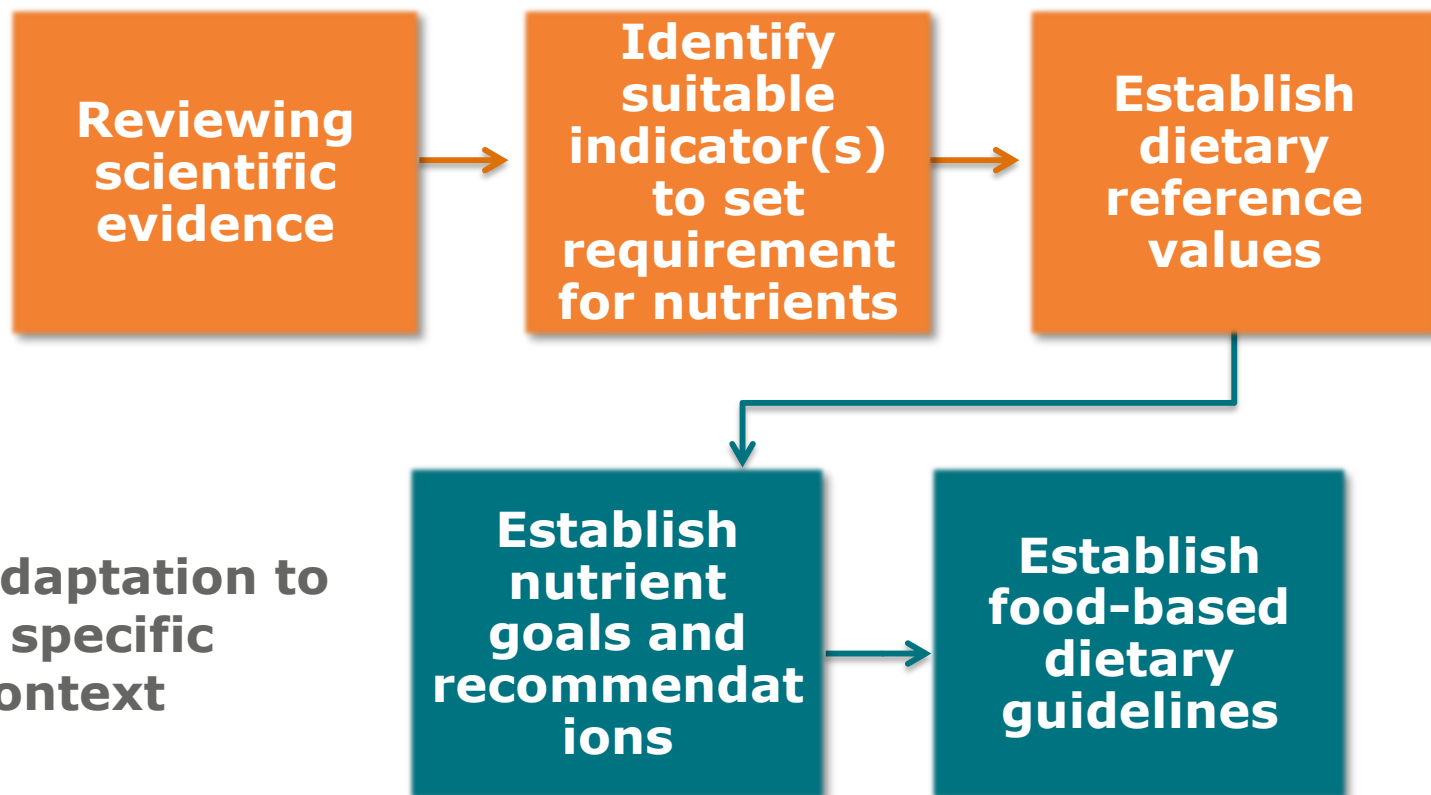 Reviewing
scientific
evidence
Identify
suitable
indicator(s)
to set
requirement
for nutrients
Establish
dietary
reference
values
daptation to
specific
ontext
Establish
nutrient
goals and
recommendat
ions
Establish
food-based
dietary
guidelines